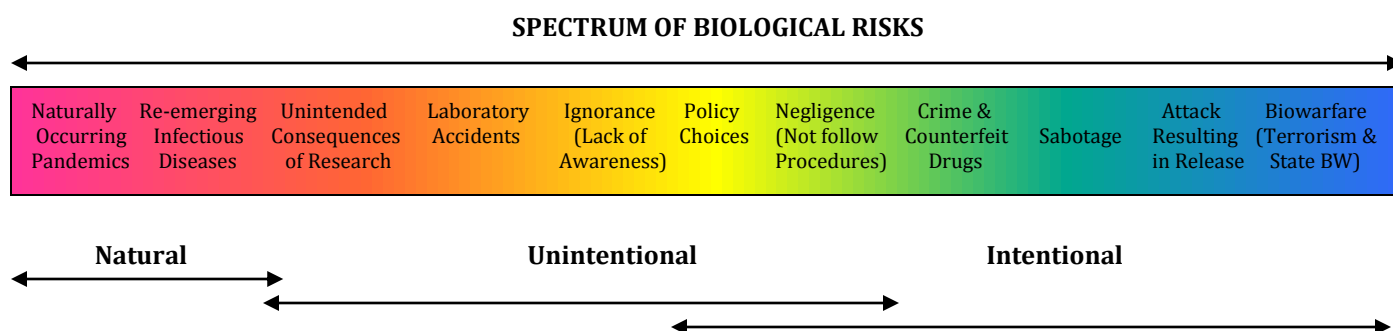 SPECTRUM OF BIOLOGICAL RISKS
Naturally Occurring Pandemics
Re-emerging Infectious Diseases
Unintended Consequences of Research
Laboratory Accidents
Ignorance (Lack of Awareness)
Policy Choices
Negligence (Not follow Procedures)
Crime & Counterfeit Drugs
Sabotage
Attack Resulting in Release
Biowarfare (Terrorism & State BW)
Natural
Unintentional
Intentional